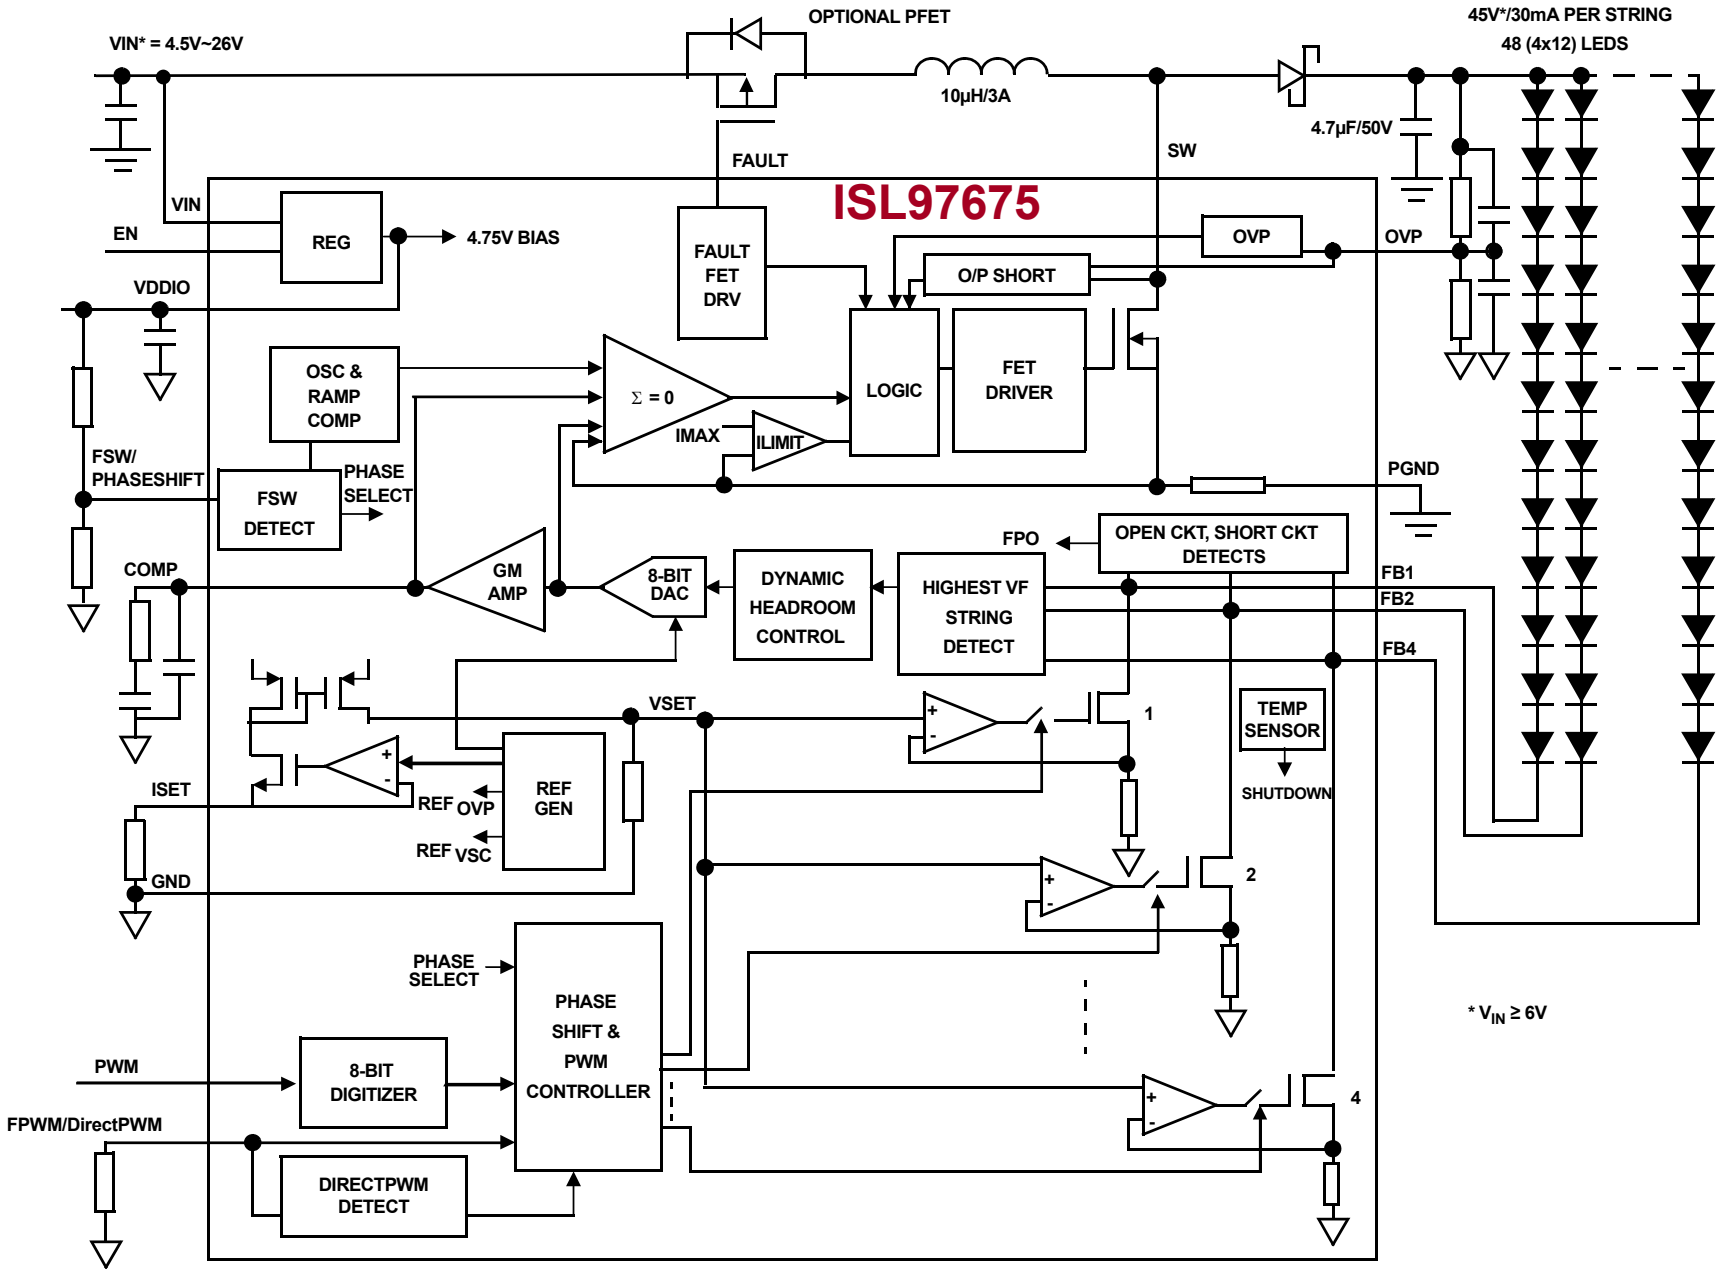 OPTIONAL PFET
45V*/30mA PER STRING
48 (4x12) LEDS
VIN* = 4.5V~26V
10µH/3A
4.7µF/50V
FAULT
SW
ISL97675
VIN
EN
REG
4.75V BIAS
FAULT
FET
DRV
OVP
OVP
O/P SHORT
VDDIO
OSC &
RAMP
COMP
Σ = 0
LOGIC
FET
DRIVER
IMAX
ILIMIT
FSW/
PHASESHIFT
FSW
DETECT
PHASE
SELECT
PGND
FPO
OPEN CKT, SHORT CKT
DETECTS
COMP
GM
AMP
8-BIT
DAC
DYNAMIC
HEADROOM
CONTROL
HIGHEST VF
STRING
DETECT
FB1
FB2
FB4
VSET
+
-
1
TEMP
SENSOR
SHUTDOWN
+
-
ISET
REF OVP
REF VSC
REF
GEN
GND
+
-
2
PHASE
SELECT
PHASE
SHIFT &
PWM
CONTROLLER
* VIN ≥ 6V
PWM
8-BIT
DIGITIZER
+
-
4
FPWM/DirectPWM
DIRECTPWM
DETECT